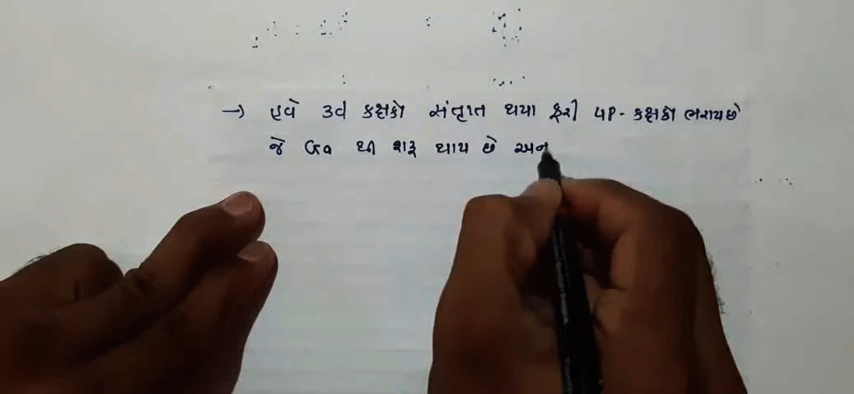 → હવે 3d કક્ષકો સંતૃપ્ત થયા ફરી 4P - કક્ષકો ભરાય છે
જે Ga થી શરૂ થાય છે અન